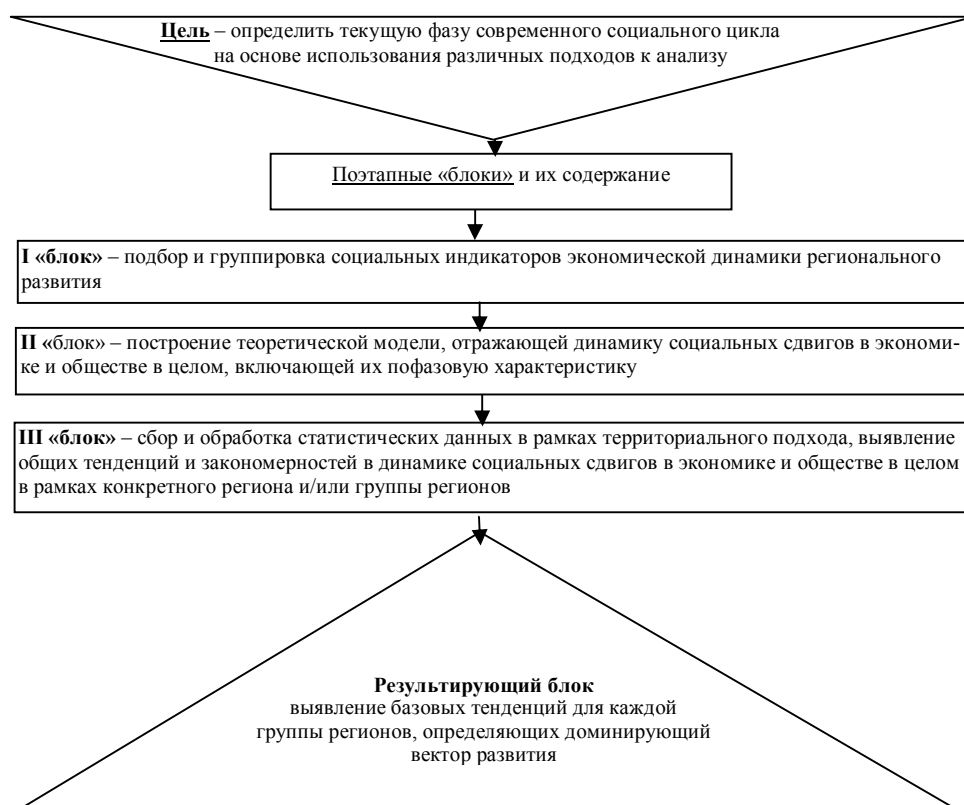 Цель – определить текущую фазу современного социального цикла
на основе использования различных подходов к анализу
Поэтапные «блоки» и их содержание
I «блок» – подбор и группировка социальных индикаторов экономической динамики регионального
развития
II «блок» – построение теоретической модели, отражающей динамику социальных сдвигов в экономи-
ке и обществе в целом, включающей их пофазовую характеристику
III «блок» – сбор и обработка статистических данных в рамках территориального подхода, выявление
общих тенденций и закономерностей в динамике социальных сдвигов в экономике и обществе в целом
в рамках конкретного региона и/или группы регионов
Результирующий блок
выявление базовых тенденций для каждой
группы регионов, определяющих доминирующий
вектор развития